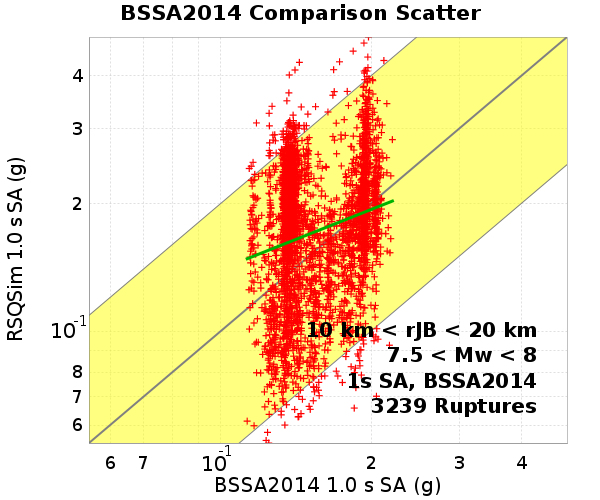 BSSA2014 Comparison Scatter
RSQSim 1.0 s SA (g)
4
3
2
10-1
8
7
6
10 km < rJB < 20 km
7.5 < Mw < 8
1s SA, BSSA2014
3239 Ruptures
6 7 10-1 2 3 4
BSSA2014 1.0 s SA (g)